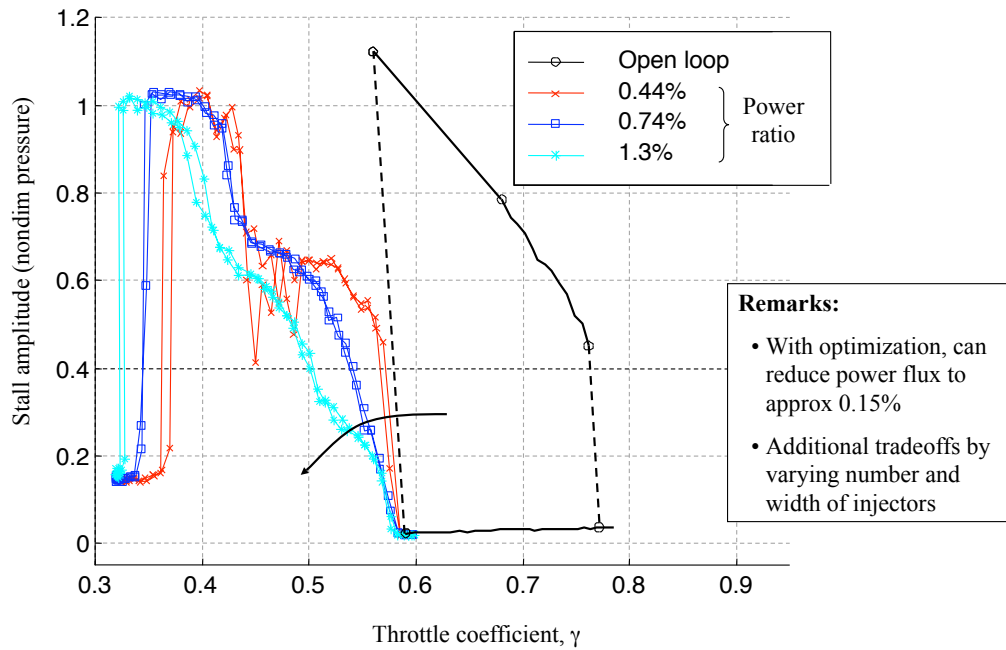 1.2
1
0.8
0.6
0.4
0.2
0
Stall amplitude (nondim pressure)
0.3 0.4 0.5 0.6 0.7 0.8 0.9
Throttle coefficient, γ
Open loop
0.44%
0.74%
1.3%
Power
ratio
Remarks:
• With optimization, can
reduce power flux to
approx 0.15%
• Additional tradeoffs by
varying number and
width of injectors